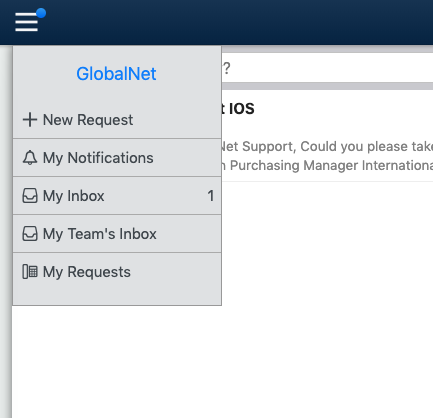 GlobalNet
?
New Request
t IOS
My Notifications
Net Support, Could you please take
Purchasing Manager Internationa
My Inbox 1
My Team's Inbox
My Requests